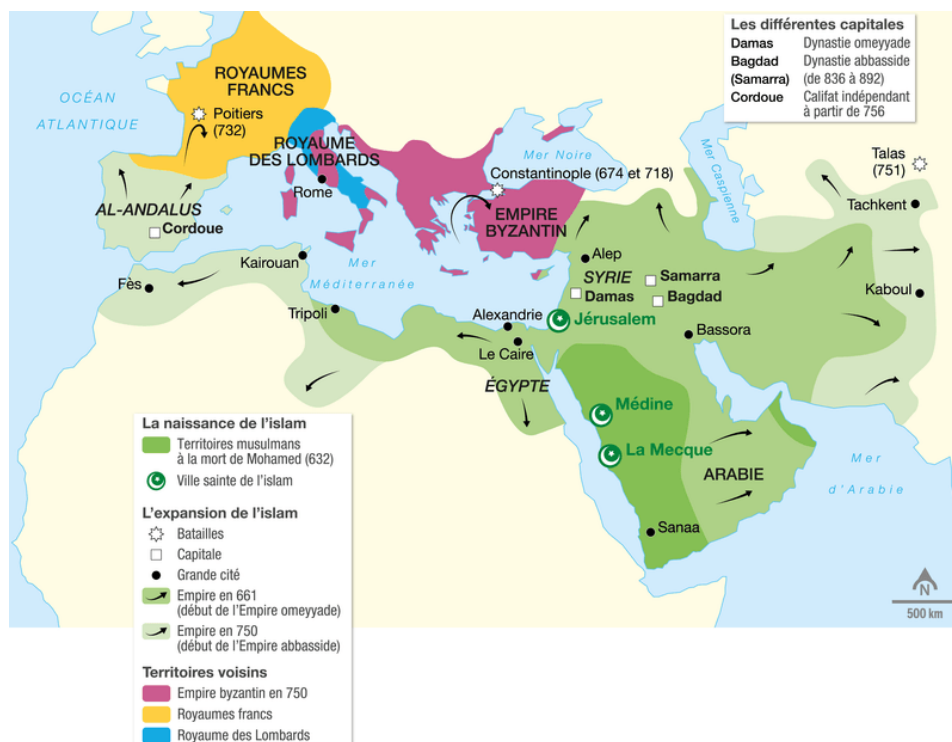 Les différentes capitales
Damas Dynastie omeyyade
Bagdad Dynastie abbasside
(Samarra) (de 836 à 892)
Cordoue Califat indépendant
à partir de 756
ROYAUMES
FRANCS
OCÉAN
ATLANTIQUE
Poitiers
(732)
ROYAUME
DES LOMBARDS
Rome
Mer Noire
Constantinople (674 et 718)
Mer Caspienne
Talas
(751)
Tachkent
AL-ANDALUS
Cordoue
EMPIRE
BYZANTIN
Kairouan
Mer
Méditerranée
Fès
Tripoli
Alep
SYRIE
Samarra
Damas
Bagdad
Kaboul
Alexandrie
Jérusalem
Bassora
Le Caire
ÉGYPTE
Médine
La Mecque
ARABIE
Mer
d'Arabie
Sanaa
N
500 km
La naissance de l'islam
Territoires musulmans
à la mort de Mohamed (632)
Ville sainte de l'islam
L'expansion de l'islam
Batailles
Capitale
Grande cité
Empire en 661
(début de l'Empire omeyyade)
Empire en 750
(début de l'Empire abbasside)
Territoires voisins
Empire byzantin en 750
Royaumes francs
Royaume des Lombards